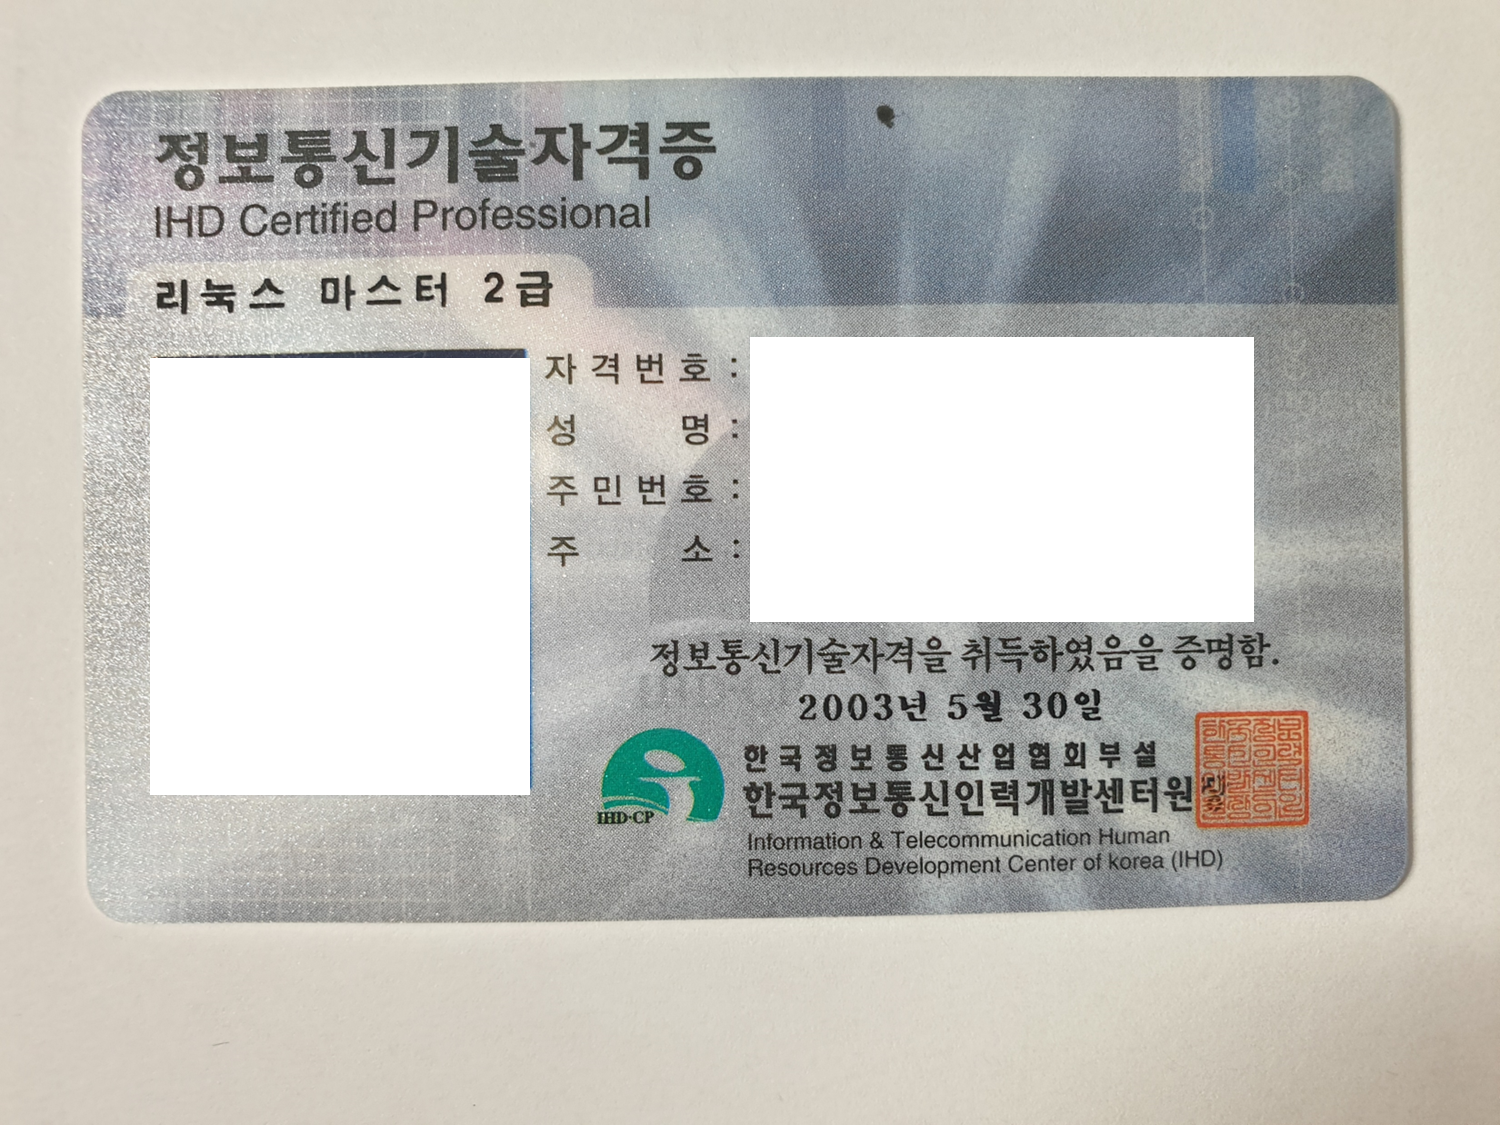 정보통신기술자격증
IHD Certified Professional
리눅스 마스터 2급
자격번호 :
성 명 :
주민번호 :
주 소 :
정보통신기술자격을 취득하였음을 증명함.
2003년 5월 30일
한국정보통신산업협회부설
한국정보통신인력개발센터원장
IHD·CP
Information & Telecommunication Human
Resources Development Center of korea (IHD)